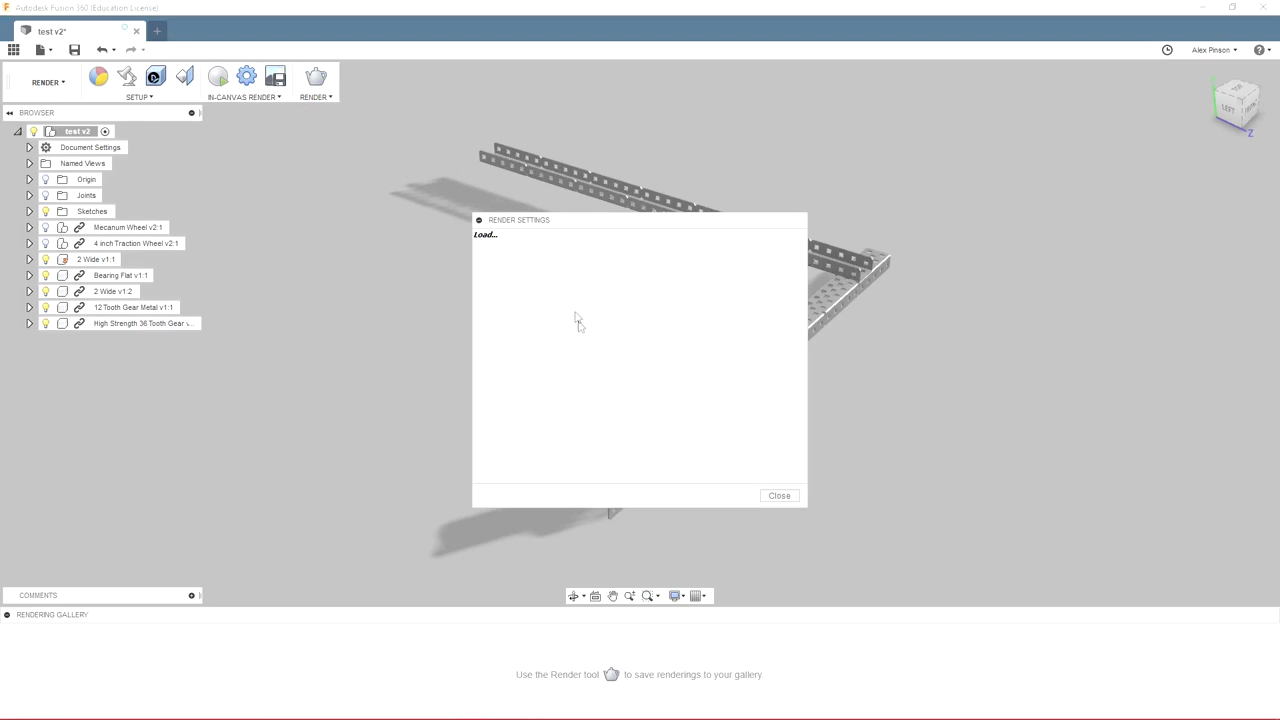 Autodesk Fusion 360 (Education License)
test v2*
Alex Pinson
RENDER
SETUP
IN-CANVAS RENDER
RENDER
BROWSER
test v2
Document Settings
Named Views
Origin
Joints
Sketches
Mecanum Wheel v2:1
4 inch Traction Wheel v2:1
2 Wide v1:1
Bearing Flat v1:1
2 Wide v1:2
12 Tooth Gear Metal v1:1
High Strength 36 Tooth Gear v...
TOP
LEFT
Z
RENDER SETTINGS
Load...
Close
COMMENTS
RENDERING GALLERY
Use the Render tool to save renderings to your gallery.